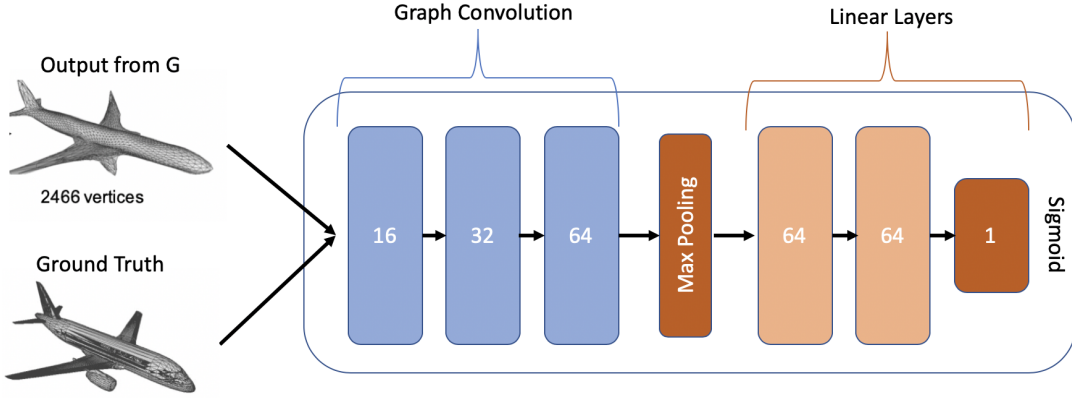 Graph Convolution
Linear Layers
Output from G
2466 vertices
Ground Truth
16
32
64
Max Pooling
64
64
1
Sigmoid